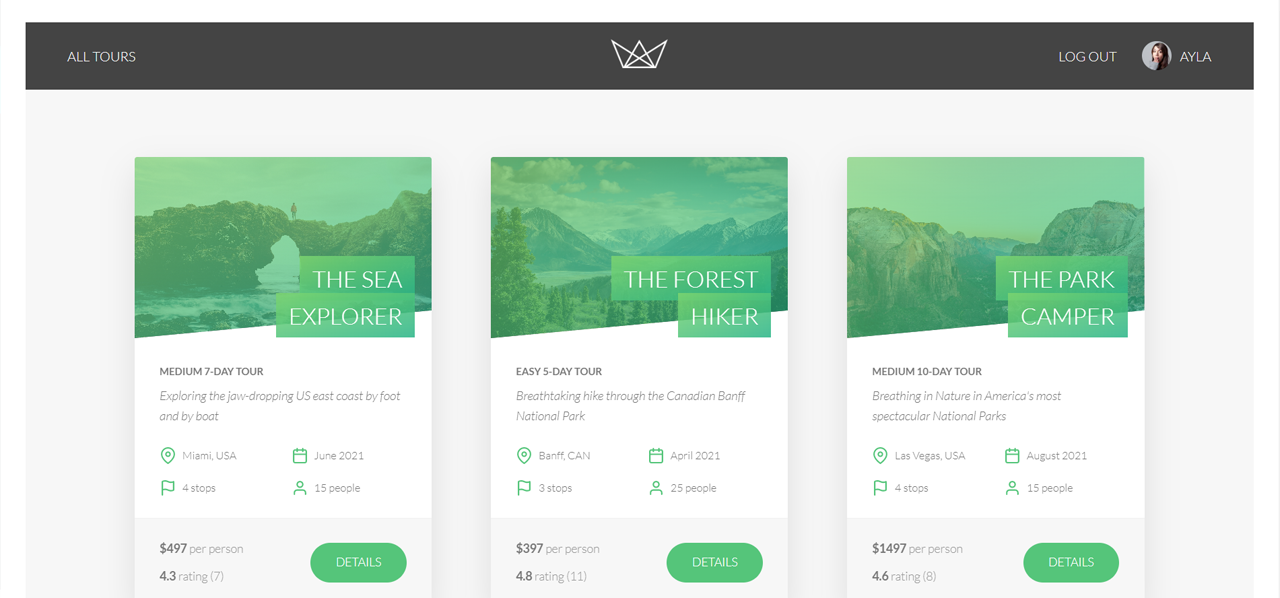 ALL TOURS
LOG OUT
AYLA
THE SEA
EXPLORER
MEDIUM 7-DAY TOUR
Exploring the jaw-dropping US east coast by foot
and by boat
Miami, USA
June 2021
4 stops
15 people
$497 per person
4.3 rating (7)
DETAILS
THE FOREST
HIKER
EASY 5-DAY TOUR
Breathtaking hike through the Canadian Banff
National Park
Banff, CAN
April 2021
3 stops
25 people
$397 per person
4.8 rating (11)
DETAILS
THE PARK
CAMPER
MEDIUM 10-DAY TOUR
Breathing in Nature in America's most
spectacular National Parks
Las Vegas, USA
August 2021
4 stops
15 people
$1497 per person
4.6 rating (8)
DETAILS